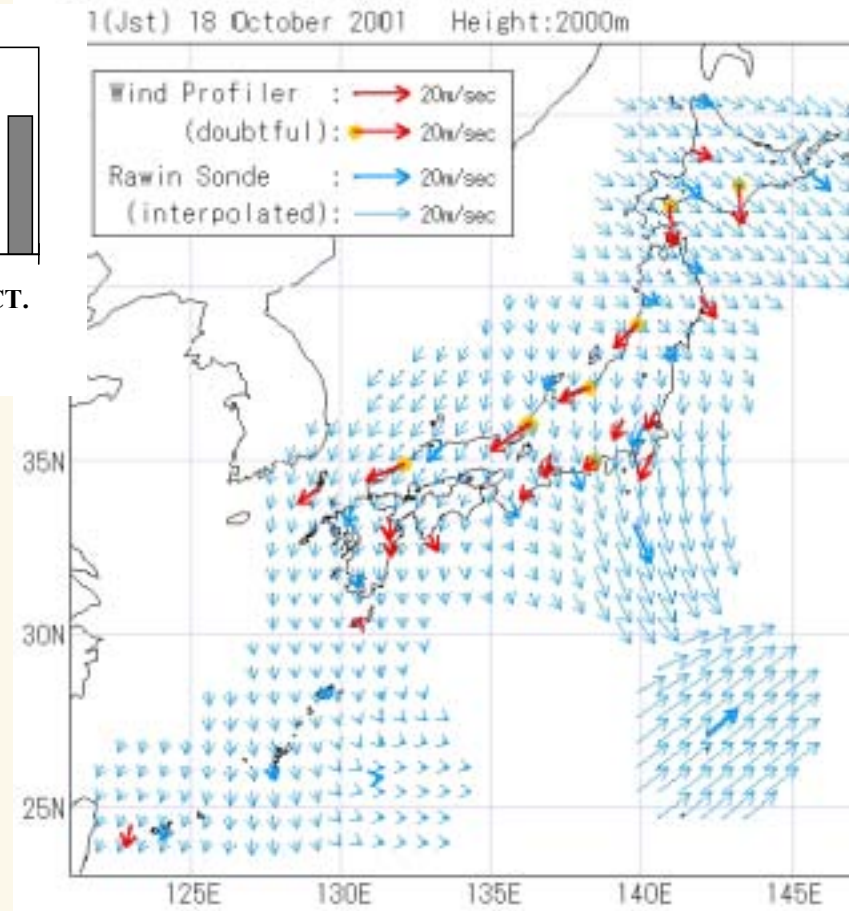 1(Jst) 18 October 2001 Height:2000m
Wind Profiler : 20m/sec
(doubtful): 20m/sec
Rawin Sonde : 20m/sec
(interpolated): 20m/sec
CT.
35N
30N
25N
125E 130E 135E 140E 145E